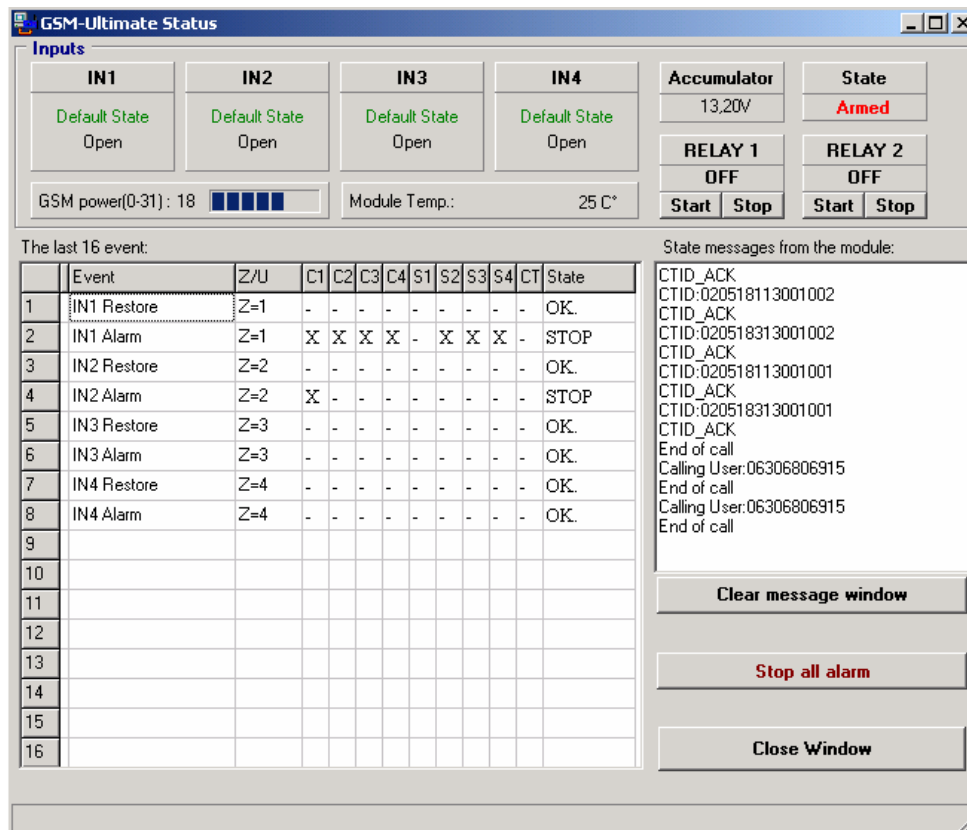 GSM-Ultimate Status
Inputs
IN1 IN2 IN3 IN4 Accumulator State
Default State Default State Default State Default State 13,20V Armed
Open Open Open Open
RELAY 1 RELAY 2
OFF OFF
GSM power(0-31) : 18 Module Temp.: 25 C° Start Stop Start Stop
The last 16 event:
Event Z/U C1 C2 C3 C4 S1 S2 S3 S4 CT State
1 IN1 Restore Z=1 - - - - - - - - - OK.
2 IN1 Alarm Z=1 X X X X - X X X - STOP
3 IN2 Restore Z=2 - - - - - - - - - OK.
4 IN2 Alarm Z=2 X - - - - - - - - STOP
5 IN3 Restore Z=3 - - - - - - - - - OK.
6 IN3 Alarm Z=3 - - - - - - - - - OK.
7 IN4 Restore Z=4 - - - - - - - - - OK.
8 IN4 Alarm Z=4 - - - - - - - - - OK.
9
10
11
12
13
14
15
16
State messages from the module:
CTID_ACK
CTID:020518113001002
CTID_ACK
CTID:020518313001002
CTID_ACK
CTID:020518113001001
CTID_ACK
CTID:020518313001001
CTID_ACK
End of call
Calling User:06306806915
End of call
Calling User:06306806915
End of call
Clear message window
Stop all alarm
Close Window